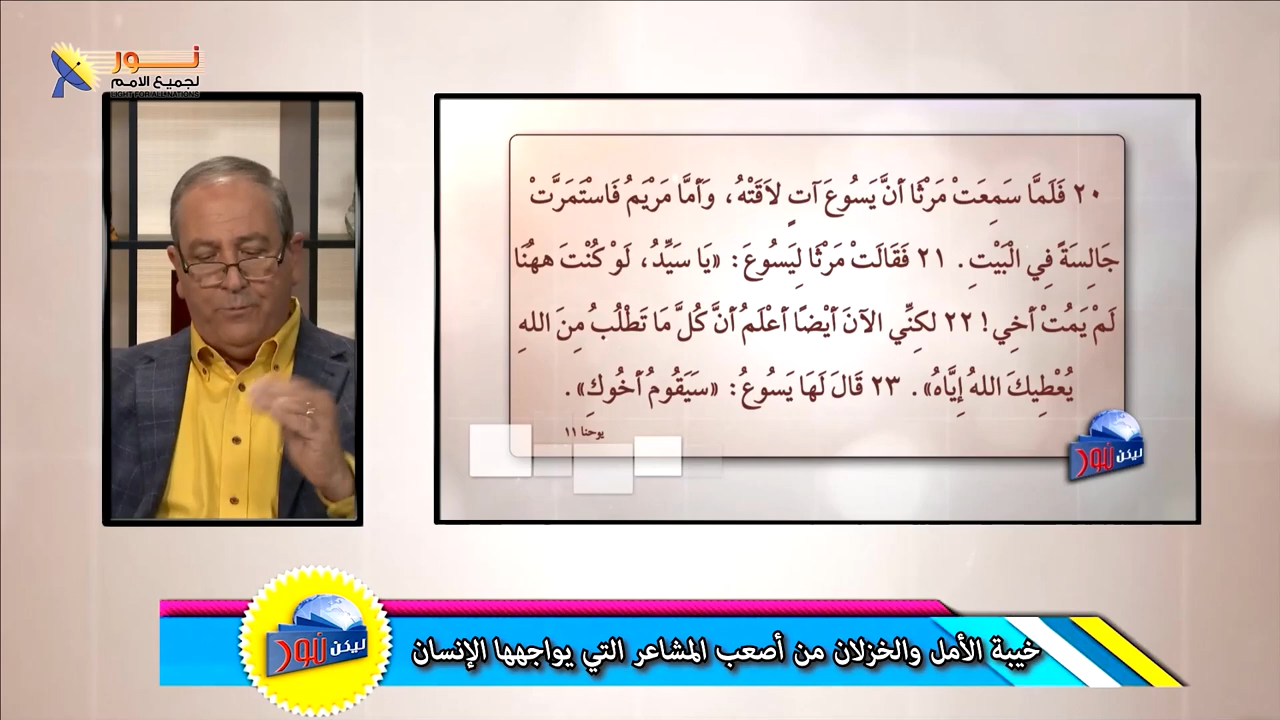 نور
لجميع الامم
LIGHT FOR ALL NATIONS
٢٠ فَلَمَّا سَمِعَتْ مَرْثَا أَنَّ يَسُوعَ آتٍ لاَقَتْهُ، وَأَمَّا مَرْيَمُ فَاسْتَمَرَّتْ
جَالِسَةً فِي الْبَيْتِ. ٢١ فَقَالَتْ مَرْثَا لِيَسُوعَ: «يَا سَيِّدُ، لَوْ كُنْتَ ههُنَا
لَمْ يَمُتْ أَخِي! ٢٢ لكِنِّي الآنَ أَيْضًا أَعْلَمُ أَنَّ كُلَّ مَا تَطْلُبُ مِنَ اللهِ
يُعْطِيكَ اللهُ إِيَّاهُ». ٢٣ قَالَ لَهَا يَسُوعُ: «سَيَقُومُ أَخُوكِ».
يوحنا ١١
ليكن نور
خيبة الأمل والخزلان من أصعب المشاعر التي يواجهها الإنسان
ليكن نور